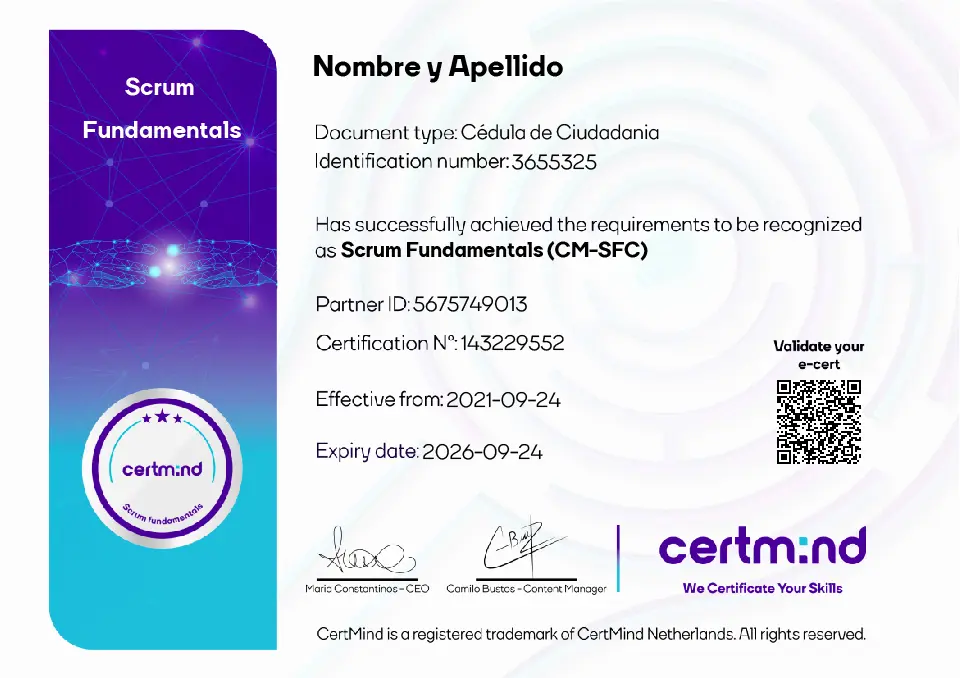 Scrum
Fundamentals
certm:nd
Scrum Fundamentals
Nombre y Apellido
Document type: Cédula de Ciudadania
Identification number: 3655325
Has successfully achieved the requirements to be recognized
as Scrum Fundamentals (CM-SFC)
Partner ID: 5675749013
Certification N°: 143229552
Effective from: 2021-09-24
Expiry date: 2026-09-24
Validate your
e-cert
Maria Constantinos - CEO
Camilo Bustos - Content Manager
certm:nd
We Certificate Your Skills
CertMind is a registered trademark of CertMind Netherlands. All rights reserved.